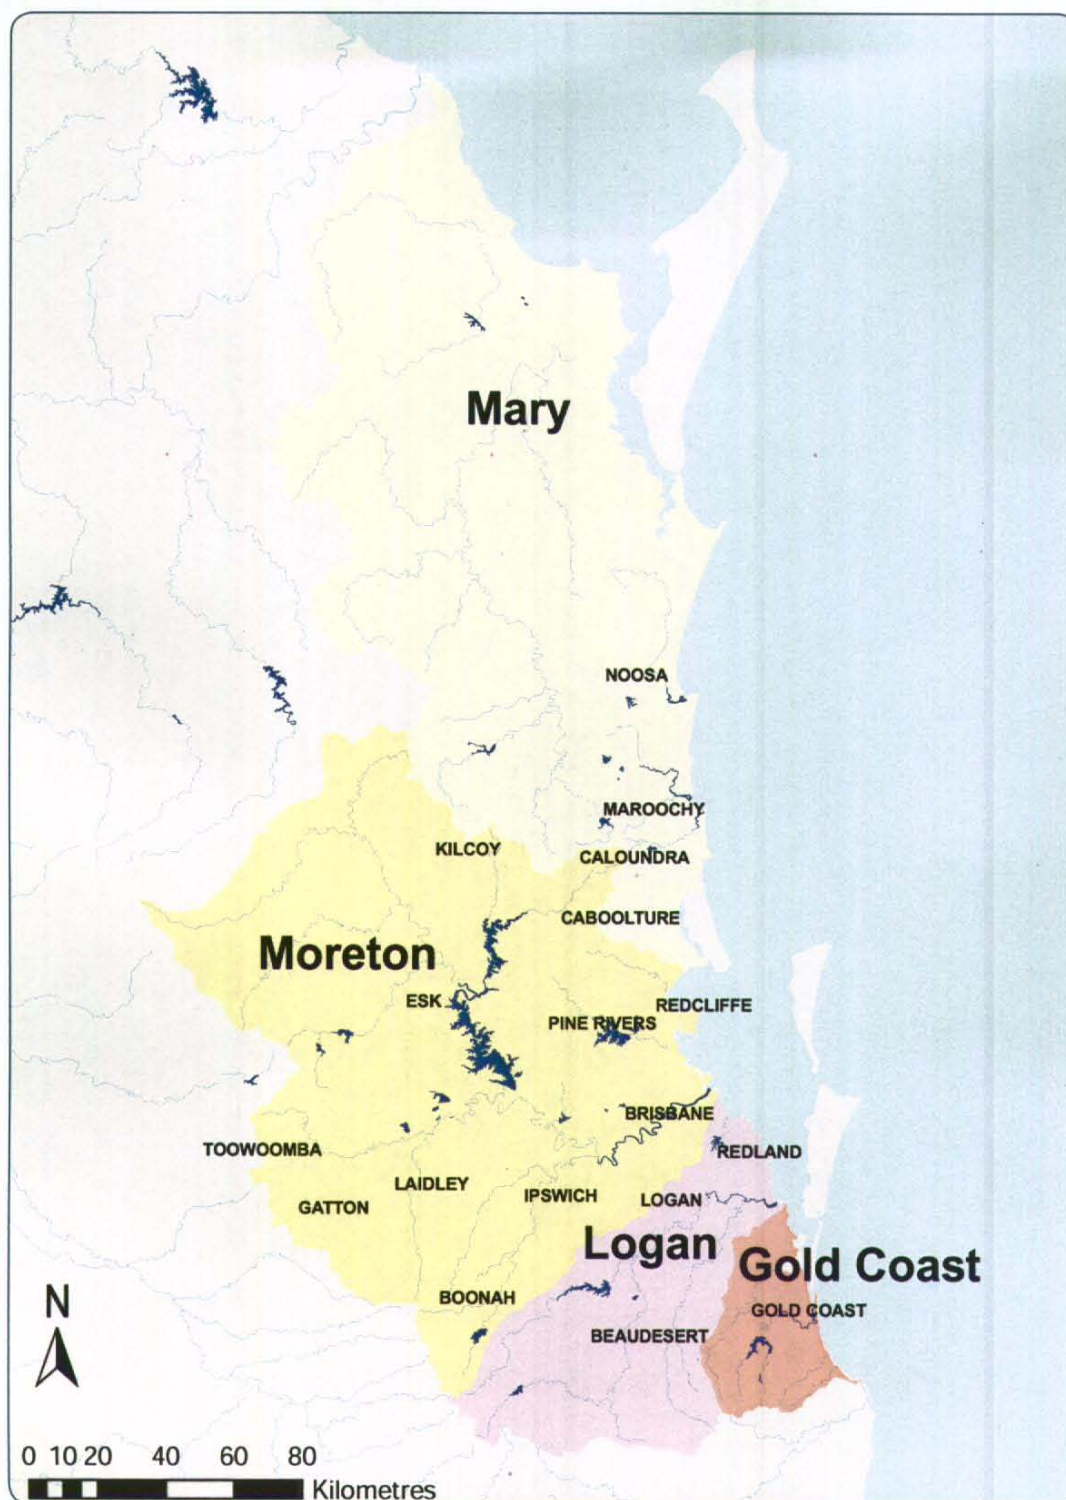 Mary
NOOSA
MAROOCHY
KILCOY
CALOUNDRA
CABOOLTURE
Moreton
ESK
REDCLIFFE
PINE RIVERS
BRISBANE
TOOWOOMBA
REDLAND
LAIDLEY
IPSWICH
LOGAN
GATTON
Logan
Gold Coast
BOONAH
GOLD COAST
BEAUDESERT
N
0 10 20 40 60 80
Kilometres